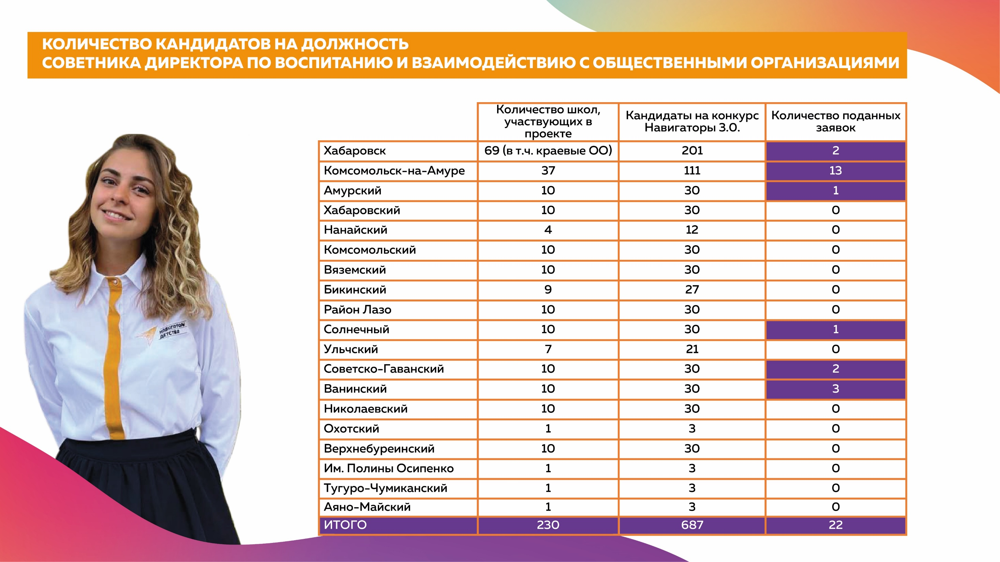 КОЛИЧЕСТВО КАНДИДАТОВ НА ДОЛЖНОСТЬ
СОВЕТНИКА ДИРЕКТОРА ПО ВОСПИТАНИЮ И ВЗАИМОДЕЙСТВИЮ С ОБЩЕСТВЕННЫМИ ОРГАНИЗАЦИЯМИ
Количество школ,
участвующих в
проекте
Кандидаты на конкурс
Навигаторы 3.0.
Количество поданных
заявок
Хабаровск 69 (в т.ч. краевые ОО) 201 2
Комсомольск-на-Амуре 37 111 13
Амурский 10 30 1
Хабаровский 10 30 0
Нанайский 4 12 0
Комсомольский 10 30 0
Вяземский 10 30 0
Бикинский 9 27 0
Район Лазо 10 30 0
Солнечный 10 30 1
Ульчский 7 21 0
Советско-Гаванский 10 30 2
Ванинский 10 30 3
Николаевский 10 30 0
Охотский 1 3 0
Верхнебуреинский 10 30 0
Им. Полины Осипенко 1 3 0
Тугуро-Чумиканский 1 3 0
Аяно-Майский 1 3 0
ИТОГО 230 687 22
НАВИГАТОРЫ
ДЕТСТВА